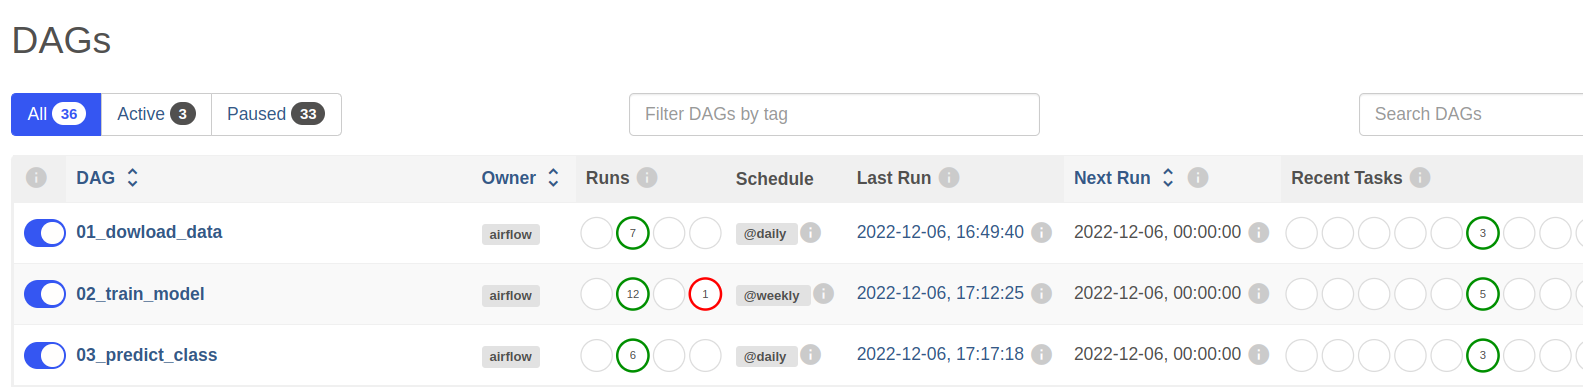 DAGs
All 36 Active 3 Paused 33 Filter DAGs by tag Search DAGs
i DAG Owner Runs i Schedule Last Run i Next Run i Recent Tasks i
01_dowload_data airflow 7 @daily i 2022-12-06, 16:49:40 i 2022-12-06, 00:00:00 i 3
02_train_model airflow 12 1 @weekly i 2022-12-06, 17:12:25 i 2022-12-06, 00:00:00 i 5
03_predict_class airflow 6 @daily i 2022-12-06, 17:17:18 i 2022-12-06, 00:00:00 i 3